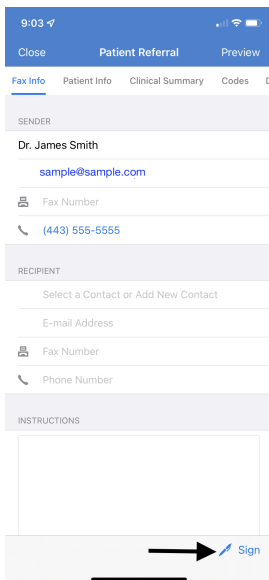 9:03
Close Patient Referral Preview
Fax Info Patient Info Clinical Summary Codes
SENDER
Dr. James Smith
sample@sample.com
Fax Number
(443) 555-5555
RECIPIENT
Select a Contact or Add New Contact
E-mail Address
Fax Number
Phone Number
INSTRUCTIONS
Sign